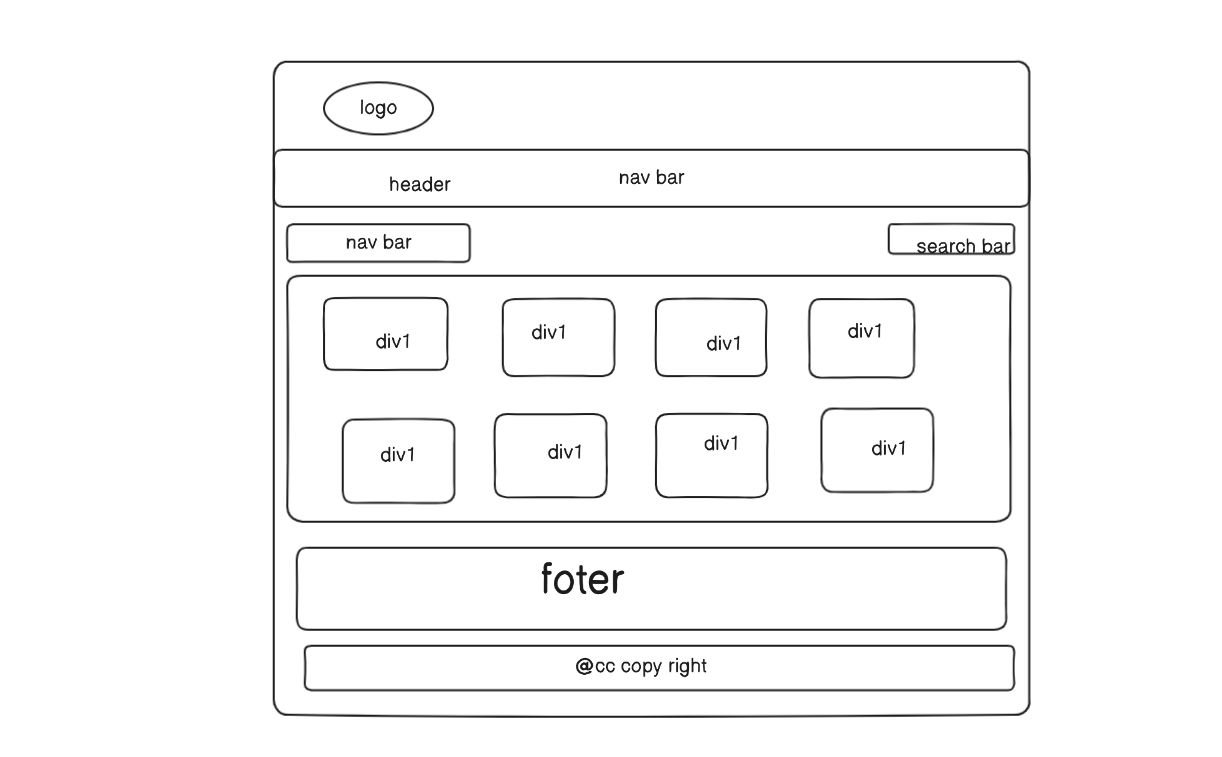 logo
header
nav bar
nav bar
search bar
div1
div1
div1
div1
div1
div1
div1
div1
foter
@cc copy right